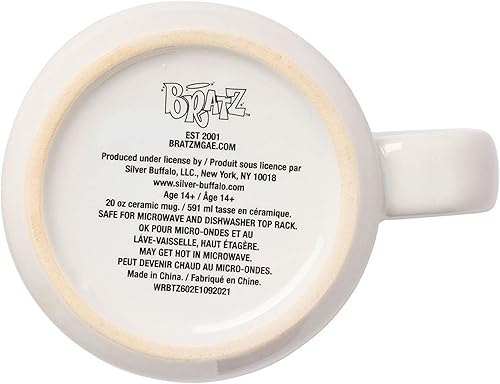 BRATZ
EST 2001
BRATZMGAE.COM
Produced under license by / Produit sous licence par
Silver Buffalo, LLC., New York, NY, 10018
www.silver-buffalo.com
Age 14+ / Âge 14+
20 oz ceramic mug. / 591 ml tasse en céramique.
SAFE FOR MICROWAVE AND DISHWASHER TOP RACK.
OK POUR MICRO-ONDES ET AU
LAVE-VAISSELLE, HAUT ÉTAGÈRE.
MAY GET HOT IN MICROWAVE.
PEUT DEVENIR CHAUD AU MICRO-ONDES.
Made in China. / Fabriqué en Chine.
WRBTZ602E1092021